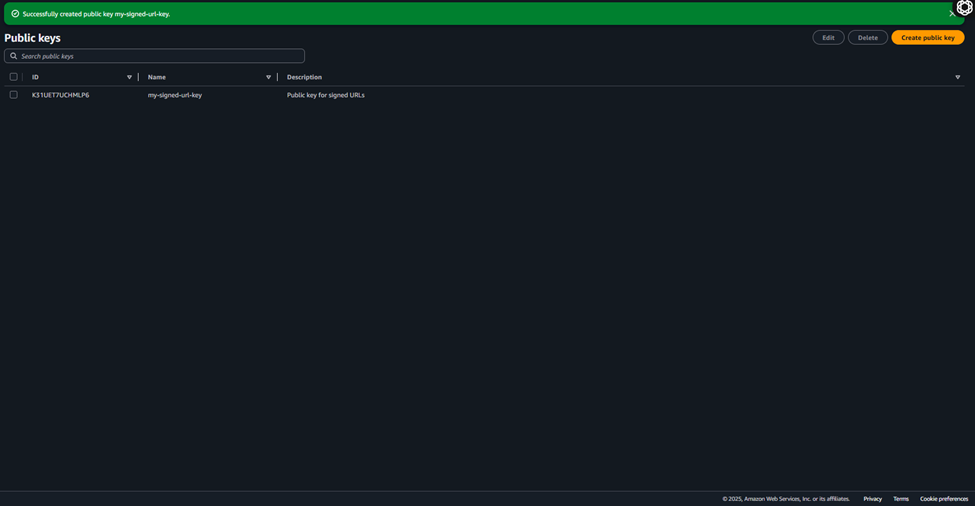 Successfully created public key my-signed-url-key.
Public keys
Edit Delete Create public key
Search public keys
ID Name Description
K31UET7UCHMLP6 my-signed-url-key Public key for signed URLs
© 2025, Amazon Web Services, Inc. or its affiliates. Privacy Terms Cookie preferences